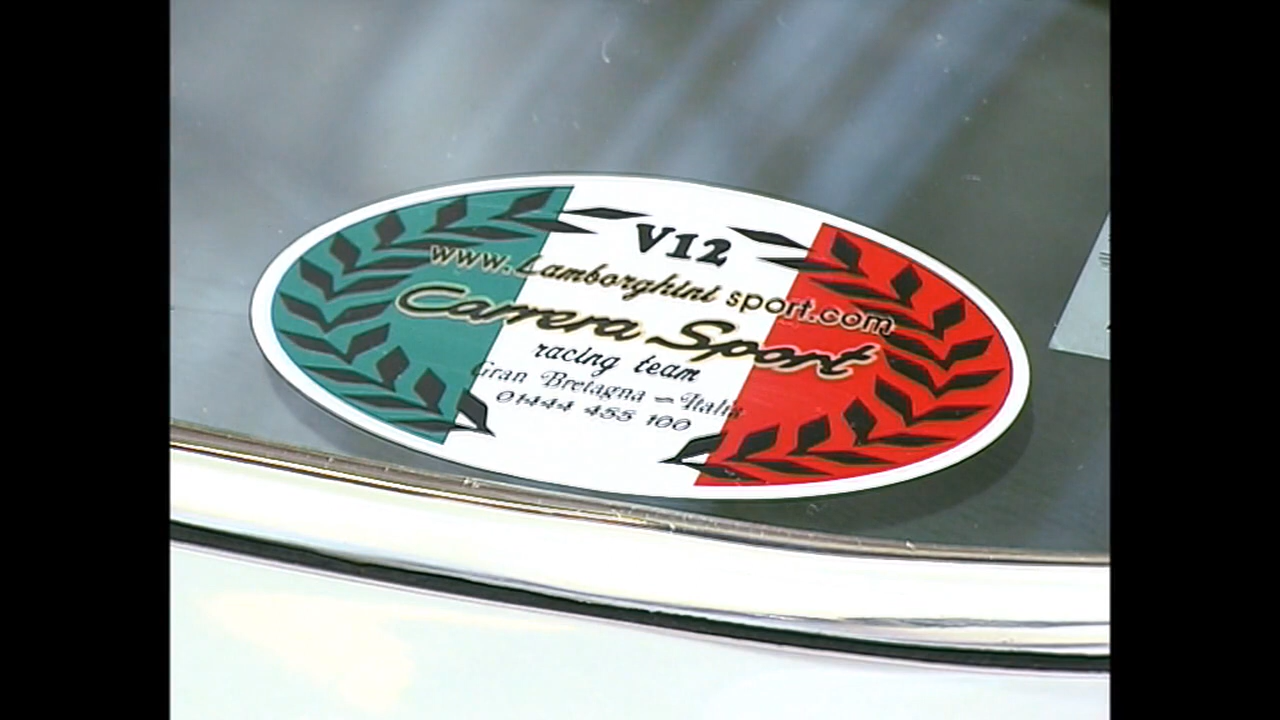 V12
www.Lamborghini sport.com
Carrera Sport
racing team
Gran Bretagna - Italia
01444 455 100